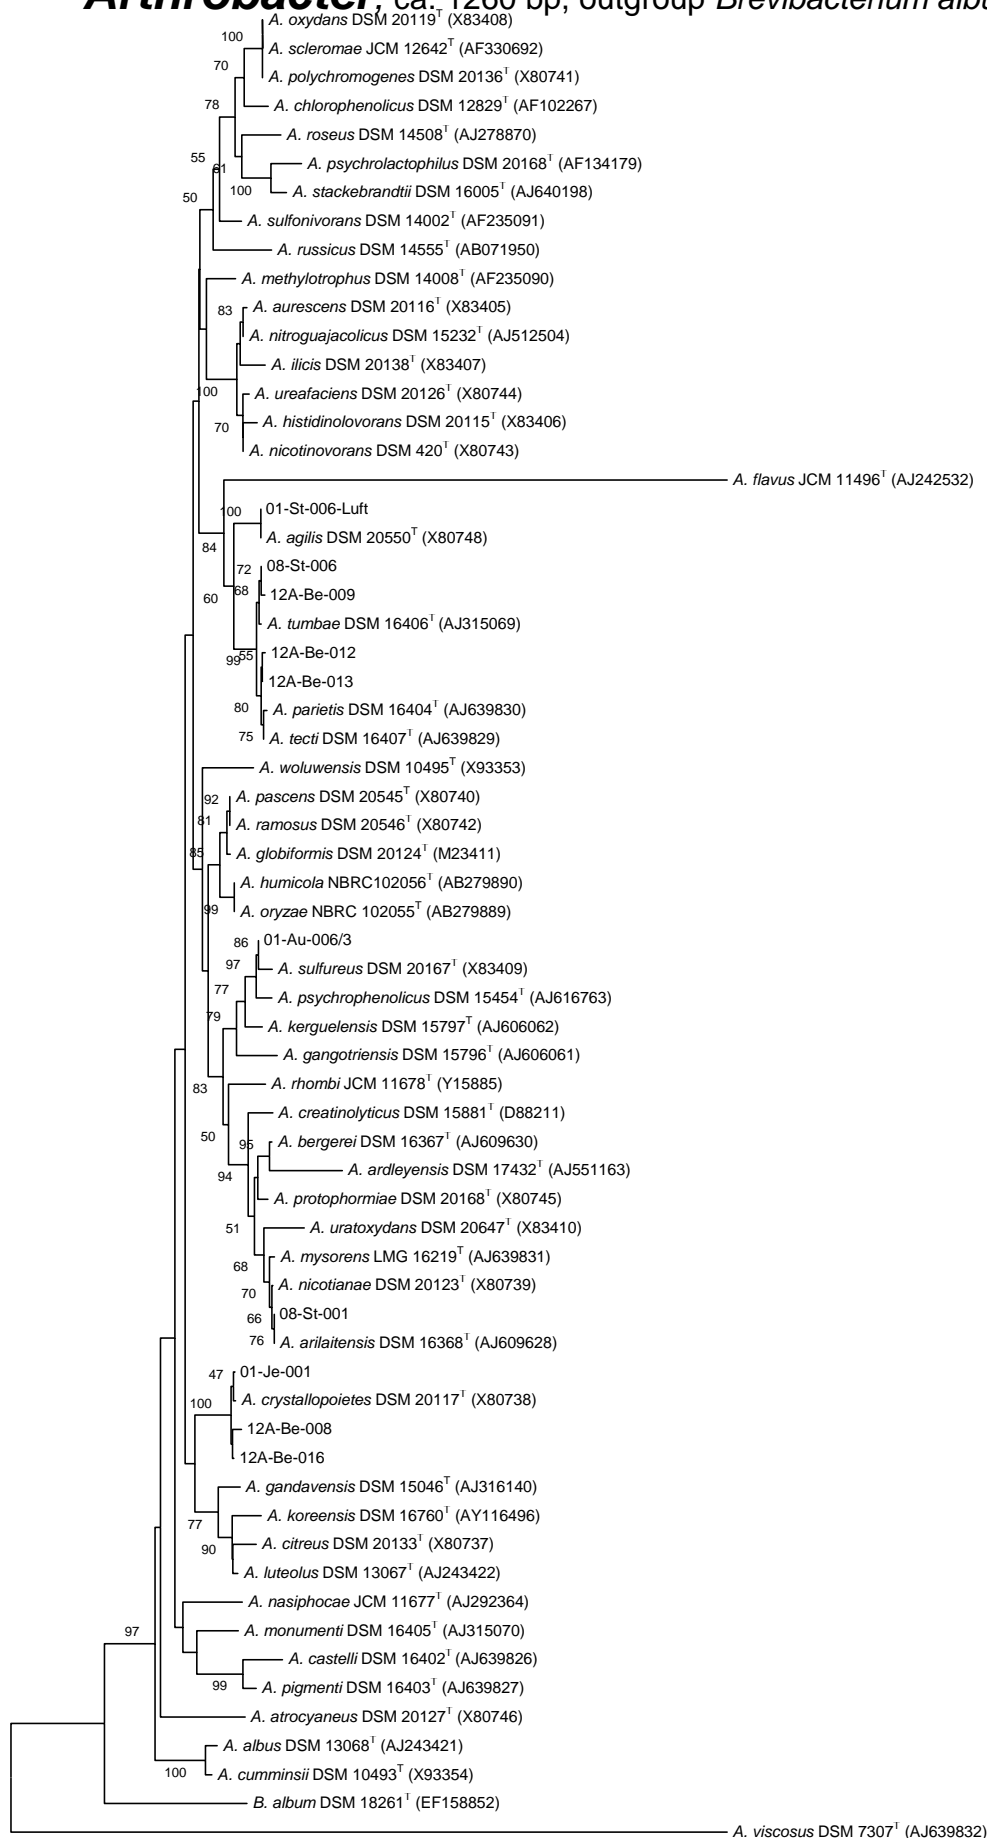 Arthrobacter, ca. 1260 bp, outgroup Brevibacterium
A. oxydans DSM 20119T (X83408)
100
A. scleromae JCM 12642T (AF330692)
70
A. polychromogenes DSM 20136T (X80741)
78
A. chlorophenolicus DSM 12829T (AF102267)
A. roseus DSM 14508T (AJ278870)
55
A. psychrolactophilus DSM 20168T (AF134179)
61
100
A. stackebrandtii DSM 16005T (AJ640198)
50
A. sulfonivorans DSM 14002T (AF235091)
A. russicus DSM 14555T (AB071950)
A. methylotrophus DSM 14008T (AF235090)
83
A. aurescens DSM 20116T (X83405)
A. nitroguajacolicus DSM 15232T (AJ512504)
A. ilicis DSM 20138T (X83407)
100
A. ureafaciens DSM 20126T (X80744)
70
A. histidinolovorans DSM 20115T (X83406)
A. nicotinovorans DSM 420T (X80743)
A. flavus JCM 11496T (AJ242532)
100
01-St-006-Luft
A. agilis DSM 20550T (X80748)
84
72
08-St-006
68
60
12A-Be-009
A. tumbae DSM 16406T (AJ315069)
99
55
12A-Be-012
12A-Be-013
80
A. parietis DSM 16404T (AJ639830)
75
A. tecti DSM 16407T (AJ639829)
A. woluwensis DSM 10495T (X93353)
92
A. pascens DSM 20545T (X80740)
81
A. ramosus DSM 20546T (X80742)
85
A. globiformis DSM 20124T (M23411)
A. humicola NBRC102056T (AB279890)
99
A. oryzae NBRC 102055T (AB279889)
86
01-Au-006/3
97
A. sulfureus DSM 20167T (X83409)
77
A. psychrophenolicus DSM 15454T (AJ616763)
79
A. kerguelensis DSM 15797T (AJ606062)
A. gangotriensis DSM 15796T (AJ606061)
83
A. rhombi JCM 11678T (Y15885)
A. creatinolyticus DSM 15881T (D88211)
50
95
A. bergerei DSM 16367T (AJ609630)
94
A. ardleyensis DSM 17432T (AJ551163)
A. protophormiae DSM 20168T (X80745)
51
A. uratoxydans DSM 20647T (X83410)
68
A. mysorens LMG 16219T (AJ639831)
70
A. nicotianae DSM 20123T (X80739)
66
08-St-001
76
A. arilaitensis DSM 16368T (AJ609628)
47
01-Je-001
100
A. crystallopoietes DSM 20117T (X80738)
12A-Be-008
12A-Be-016
A. gandavensis DSM 15046T (AJ316140)
77
A. koreensis DSM 16760T (AY116496)
90
A. citreus DSM 20133T (X80737)
A. luteolus DSM 13067T (AJ243422)
A. nasiphocae JCM 11677T (AJ292364)
97
A. monumenti DSM 16405T (AJ315070)
A. castelli DSM 16402T (AJ639826)
99
A. pigmenti DSM 16403T (AJ639827)
A. atrocyaneus DSM 20127T (X80746)
A. albus DSM 13068T (AJ243421)
100
A. cumminsii DSM 10493T (X93354)
B. album DSM 18261T (EF158852)
A. viscosus DSM 7307T (AJ639832)